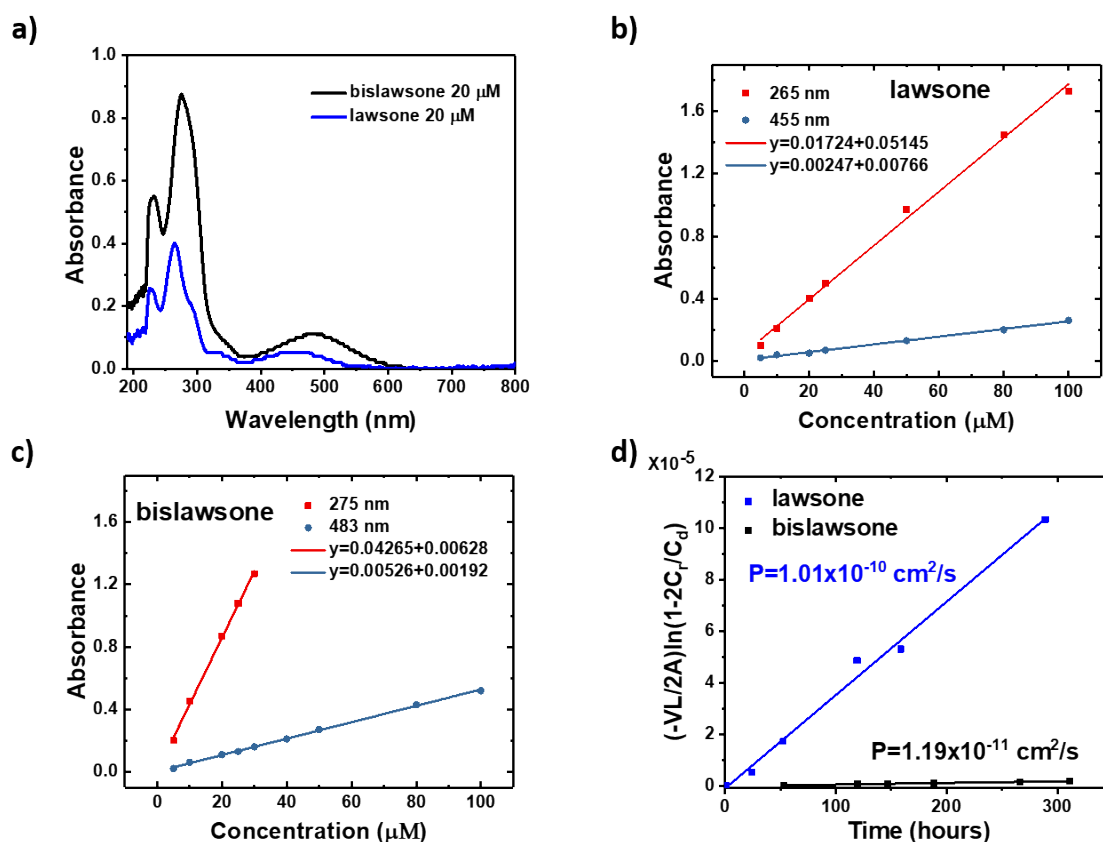 a)
1.0
0.8
0.6
0.4
0.2
0.0
Absorbance
bislawsone 20 μM
lawsone 20 μM
200 300 400 500 600 700 800
Wavelength (nm)
b)
1.6
0.8
0.0
Absorbance
265 nm
lawsone
455 nm
y=0.01724+0.05145
y=0.00247+0.00766
0 20 40 60 80 100
Concentration (μM)
c)
1.6
1.2
0.8
0.4
0.0
Absorbance
bislawsone
275 nm
483 nm
y=0.04265+0.00628
y=0.00526+0.00192
0 20 40 60 80 100
Concentration (μM)
d)
X10-5
12
10
8
6
4
2
0
(-VL/2A)ln(1-2Cr/Cd)
lawsone
bislawsone
P=1.01x10-10 cm2/s
P=1.19x10-11 cm2/s
0 100 200 300
Time (hours)